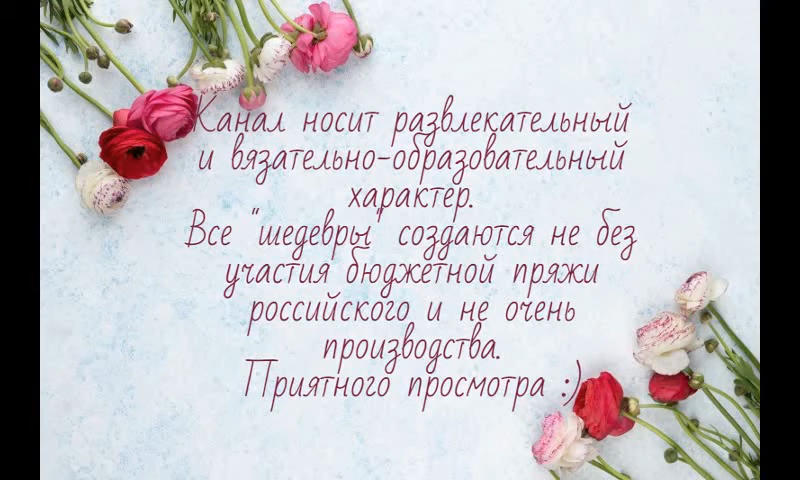 Канал носит развлекательный
и вязательно-образовательный
характер.
Все "шедевры" создаются не без
участия бюджетной пряжи
российского и не очень
производства.
Приятного просмотра :)